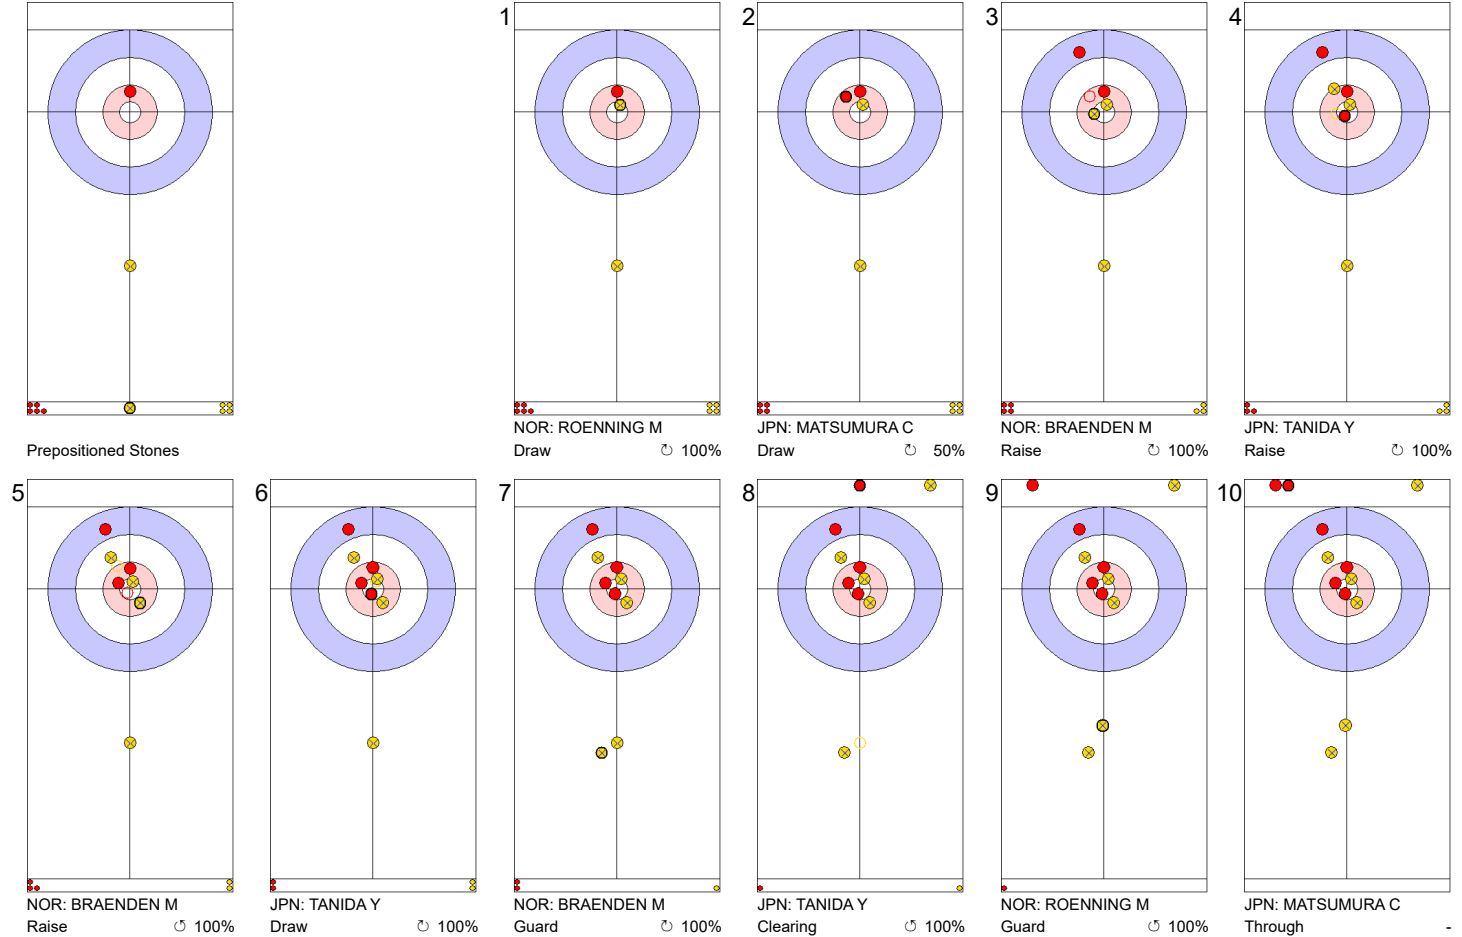 1
2
3
4
Prepositioned Stones
NOR: ROENNING M
Draw ↻ 100%
JPN: MATSUMURA C
Draw ↻ 50%
NOR: BRAENDEN M
Raise ↻ 100%
JPN: TANIDA Y
Raise ↻ 100%
5
6
7
8
9
10
NOR: BRAENDEN M
Raise ↺ 100%
JPN: TANIDA Y
Draw ↻ 100%
NOR: BRAENDEN M
Guard ↻ 100%
JPN: TANIDA Y
Clearing ↺ 100%
NOR: ROENNING M
Guard ↺ 100%
JPN: MATSUMURA C
Through -